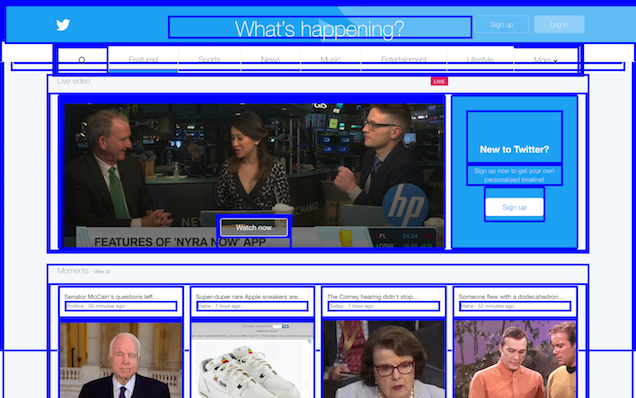 What's happening?
Sign up
Log in
Featured
Sports
News
Music
Entertainment
Lifestyle
More
Live video
LIVE
hp
Watch now
FEATURES OF 'NYRA NOW' APP
New to Twitter?
Sign up now to get your own
personalized timeline!
Sign up
Moments · View all
Senator McCain's questions left...
Politics · 30 minutes ago
Super-duper rare Apple sneakers are...
Haha · 1 hour ago
The Comey hearing didn't stop...
Today · 1 hour ago
Someone flew with a dodecahedron...
Haha · 52 minutes ago